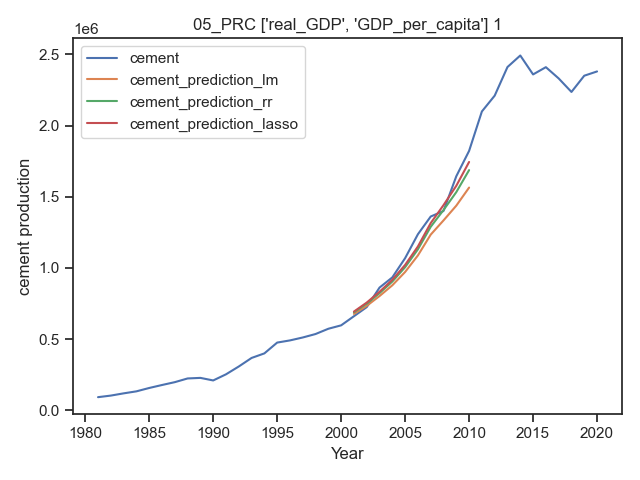 05_PRC ['real_GDP', 'GDP_per_capita'] 1
1e6
cement
cement_prediction_lm
cement_prediction_rr
cement_prediction_lasso
2.5
2.0
1.5
1.0
0.5
0.0
cement production
1980 1985 1990 1995 2000 2005 2010 2015 2020
Year